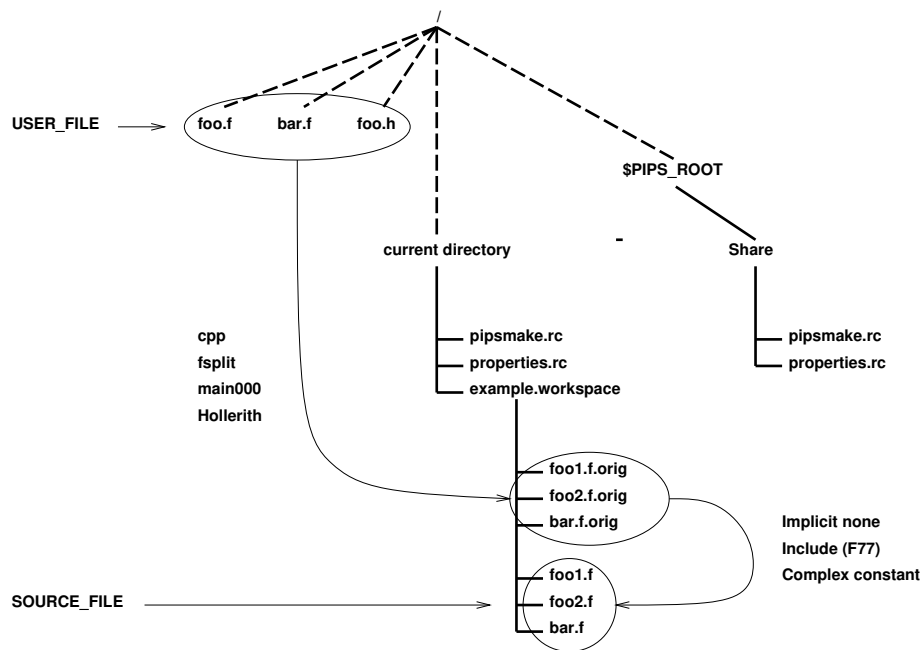 /
USER_FILE
foo.f bar.f foo.h
$PIPS_ROOT
current directory
-
Share
cpp
fsplit
main000
Hollerith
pipsmake.rc
properties.rc
example.workspace
pipsmake.rc
properties.rc
foo1.f.orig
foo2.f.orig
bar.f.orig
Implicit none
Include (F77)
Complex constant
SOURCE_FILE
foo1.f
foo2.f
bar.f